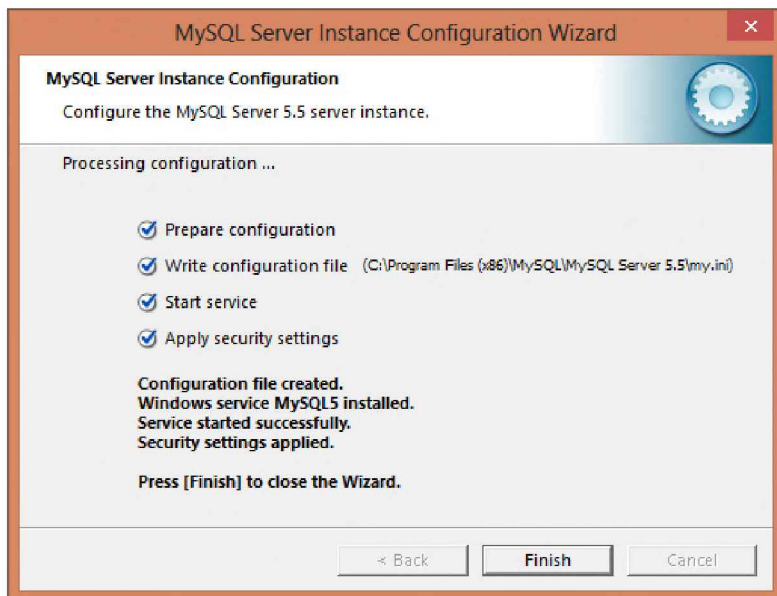 MySQL Server Instance Configuration Wizard
MySQL Server Instance Configuration
Configure the MySQL Server 5.5 server instance.
Processing configuration ...
Prepare configuration
Write configuration file (C:\Program Files (x86)\MySQL\MySQL Server 5.5\my.ini)
Start service
Apply security settings
Configuration file created.
Windows service MySQL5 installed.
Service started successfully.
Security settings applied.
Press [Finish] to close the Wizard.
< Back Finish Cancel